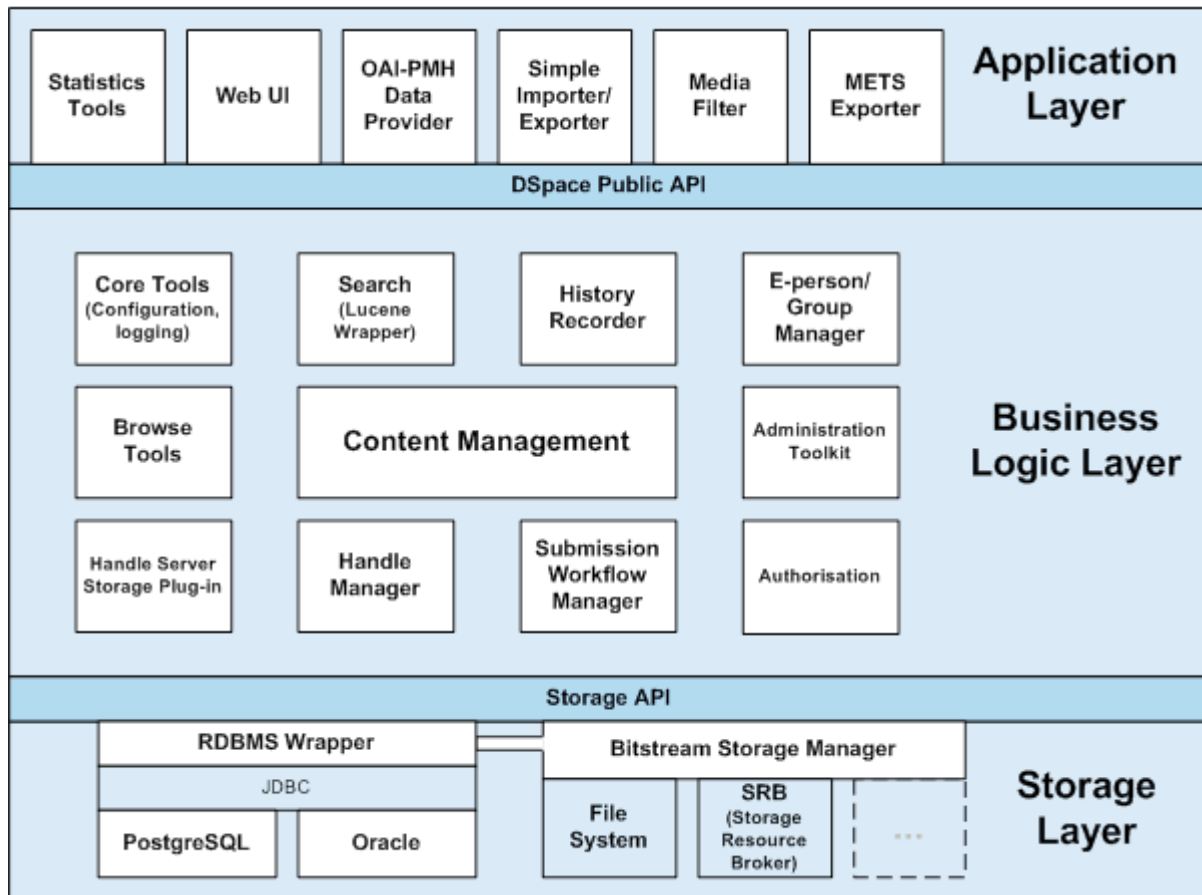 Statistics
Tools
Web UI
OAI-PMH
Data
Provider
Simple
Importer/
Exporter
Media
Filter
METS
Exporter
Application
Layer
DSpace Public API
Core Tools
(Configuration,
logging)
Search
(Lucene
Wrapper)
History
Recorder
E-person/
Group
Manager
Browse
Tools
Content Management
Administration
Toolkit
Business
Logic Layer
Handle Server
Storage Plug-in
Handle
Manager
Submission
Workflow
Manager
Authorisation
Storage API
RDBMS Wrapper
JDBC
PostgreSQL
Oracle
Bitstream Storage Manager
File
System
SRB
(Storage
Resource
Broker)
...
Storage
Layer